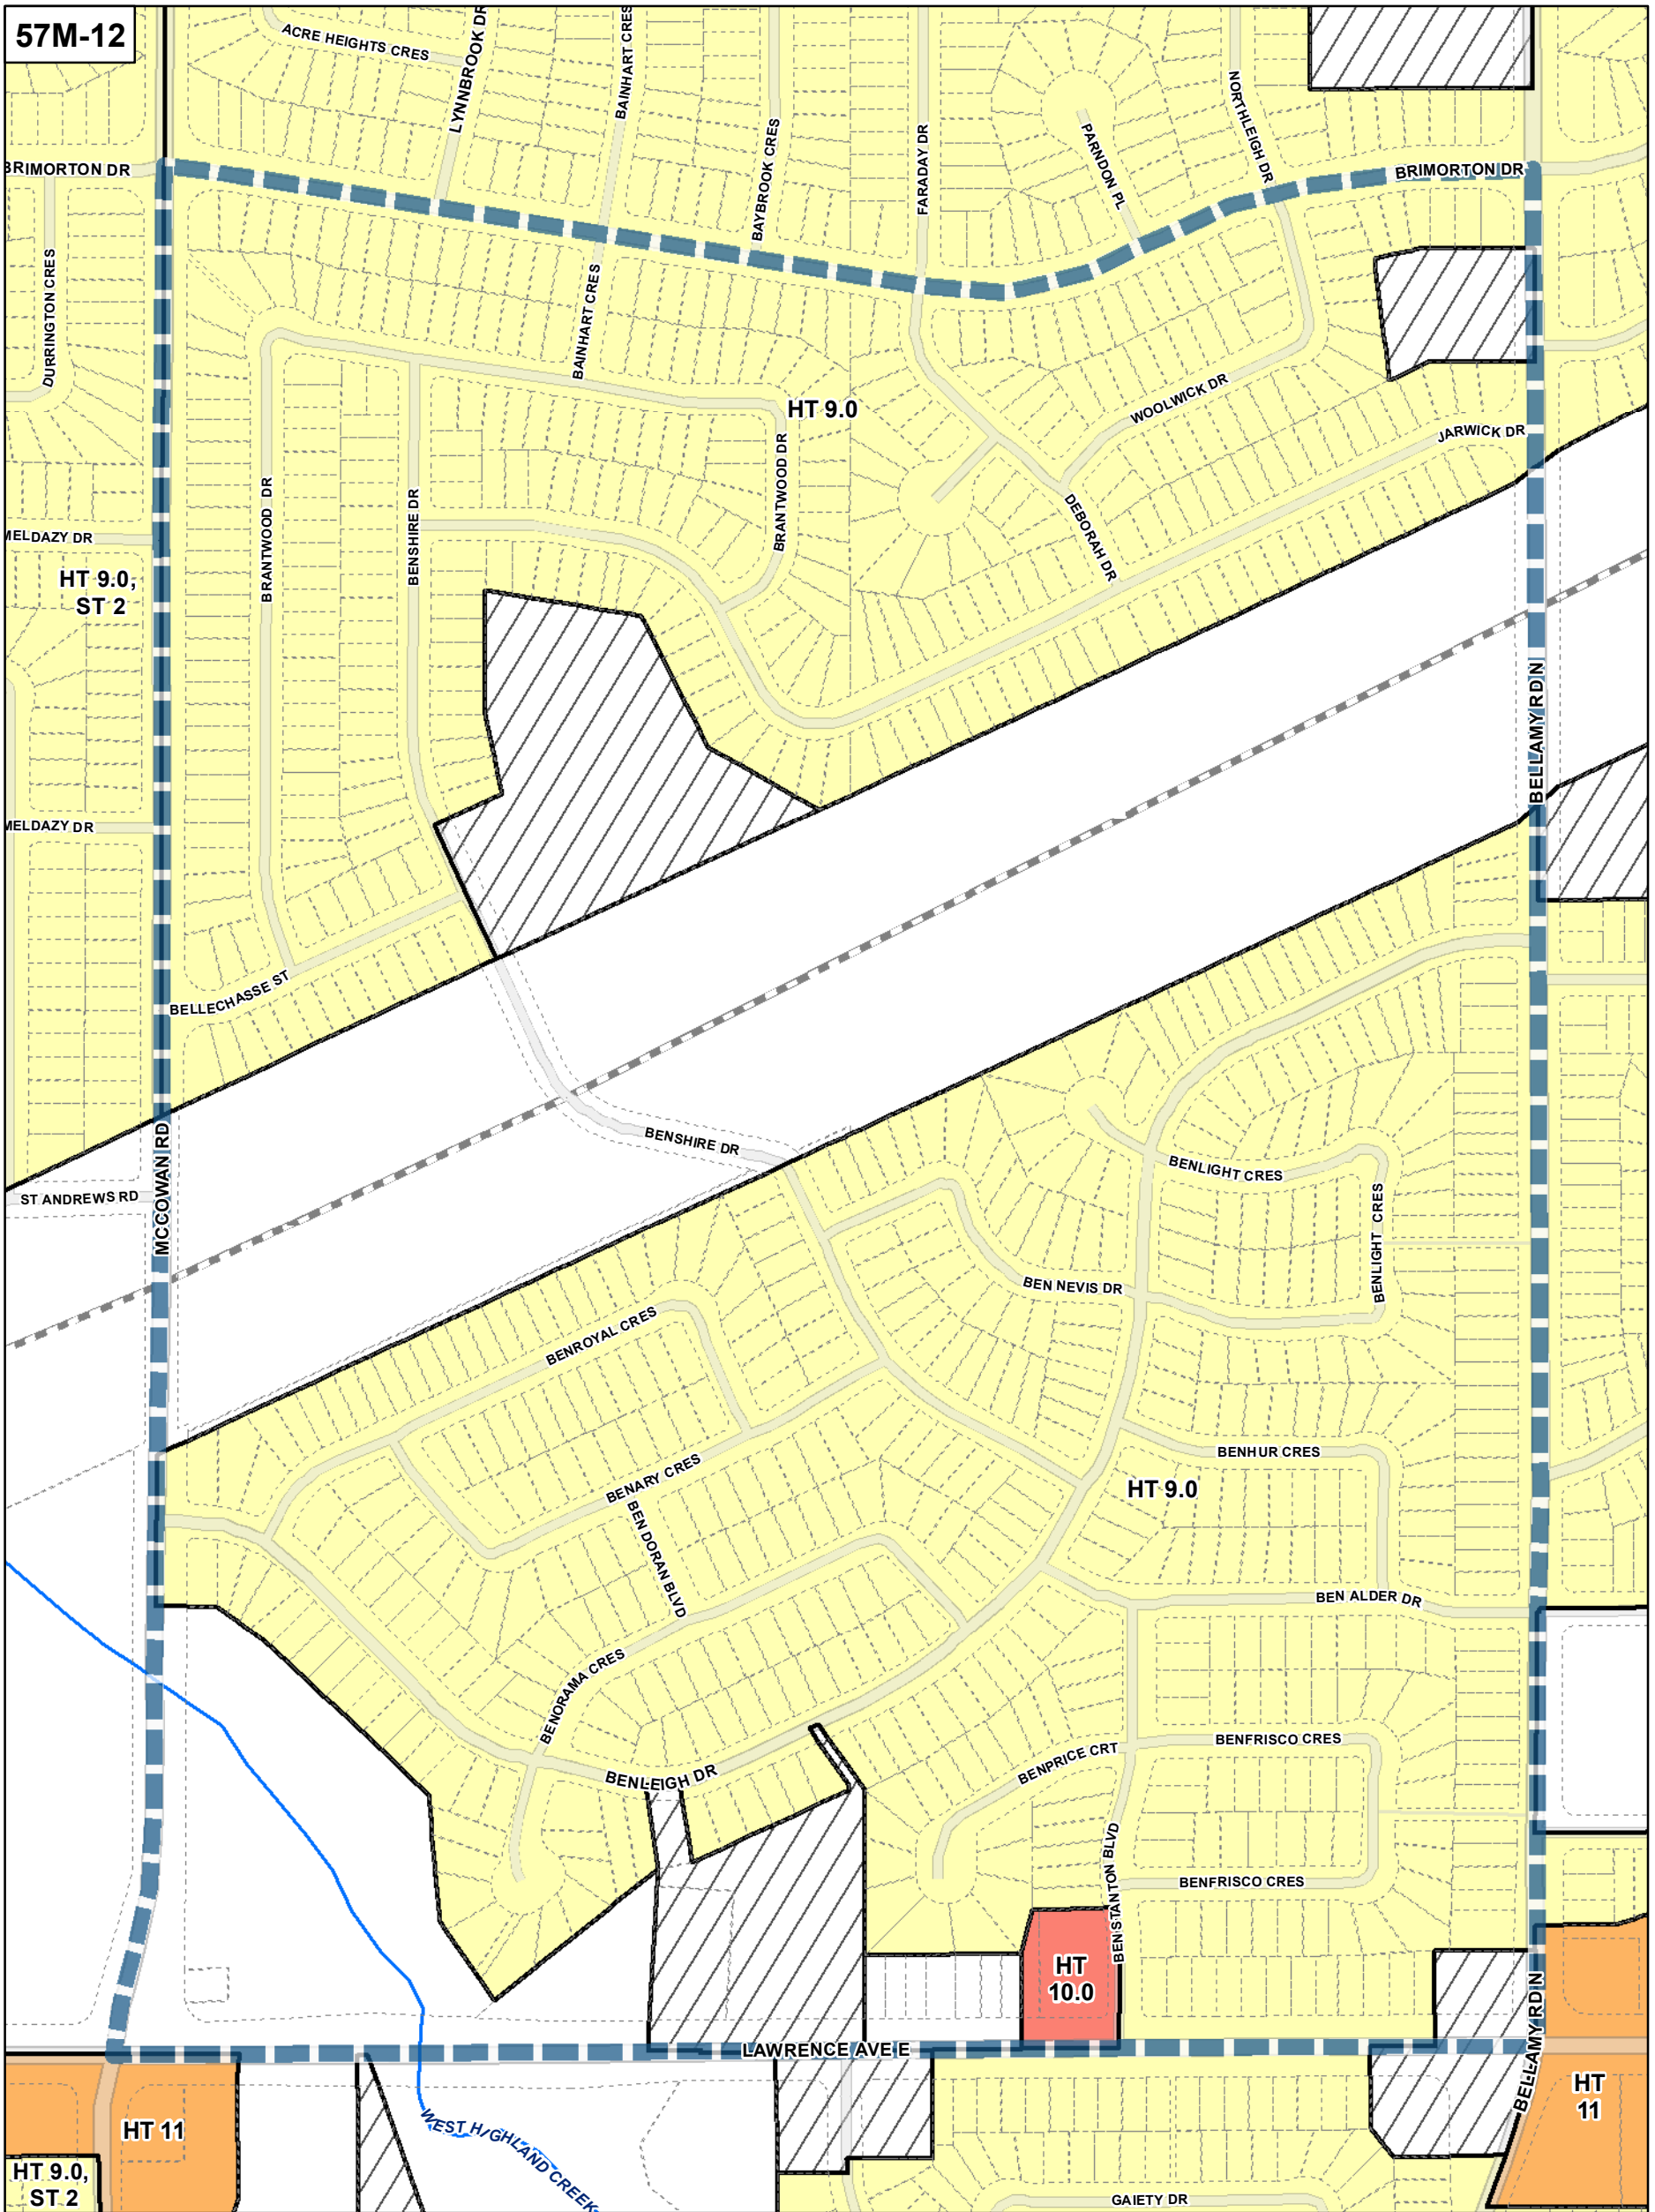 57M-12
ACRE HEIGHTS CRES
LYNNBROOK DR
BAINHART CRES
BAYBROOK CRES
FARADAY DR
PARNDON PL
NORTHLEIGH DR
BRIMORTON DR
BRIMORTON DR
DURRINGTON CRES
BAINHART CRES
HT 9.0
WOOLWICK DR
JARWICK DR
BRANTWOOD DR
BENSHIRE DR
BRANTWOOD DR
DEBORAH DR
MELDAZY DR
HT 9.0,
ST 2
BELLAMY RD N
MELDAZY DR
BELLECHASSE ST
BENSHIRE DR
MCCOWAN RD
ST ANDREWS RD
BENLIGHT CRES
BENLIGHT CRES
BEN NEVIS DR
BENROYAL CRES
BENHUR CRES
BENARY CRES
HT 9.0
BEN DORAN BLVD
BEN ALDER DR
BENORAMA CRES
BENFRISCO CRES
BENPRICE CRT
BENLEIGH DR
BEN STANTON BLVD
BENFRISCO CRES
HT
10.0
BELLAMY RD N
LAWRENCE AVE E
HT 11
HT
11
WEST HIGHLAND CREEK
HT 9.0,
ST 2
GAIETY DR